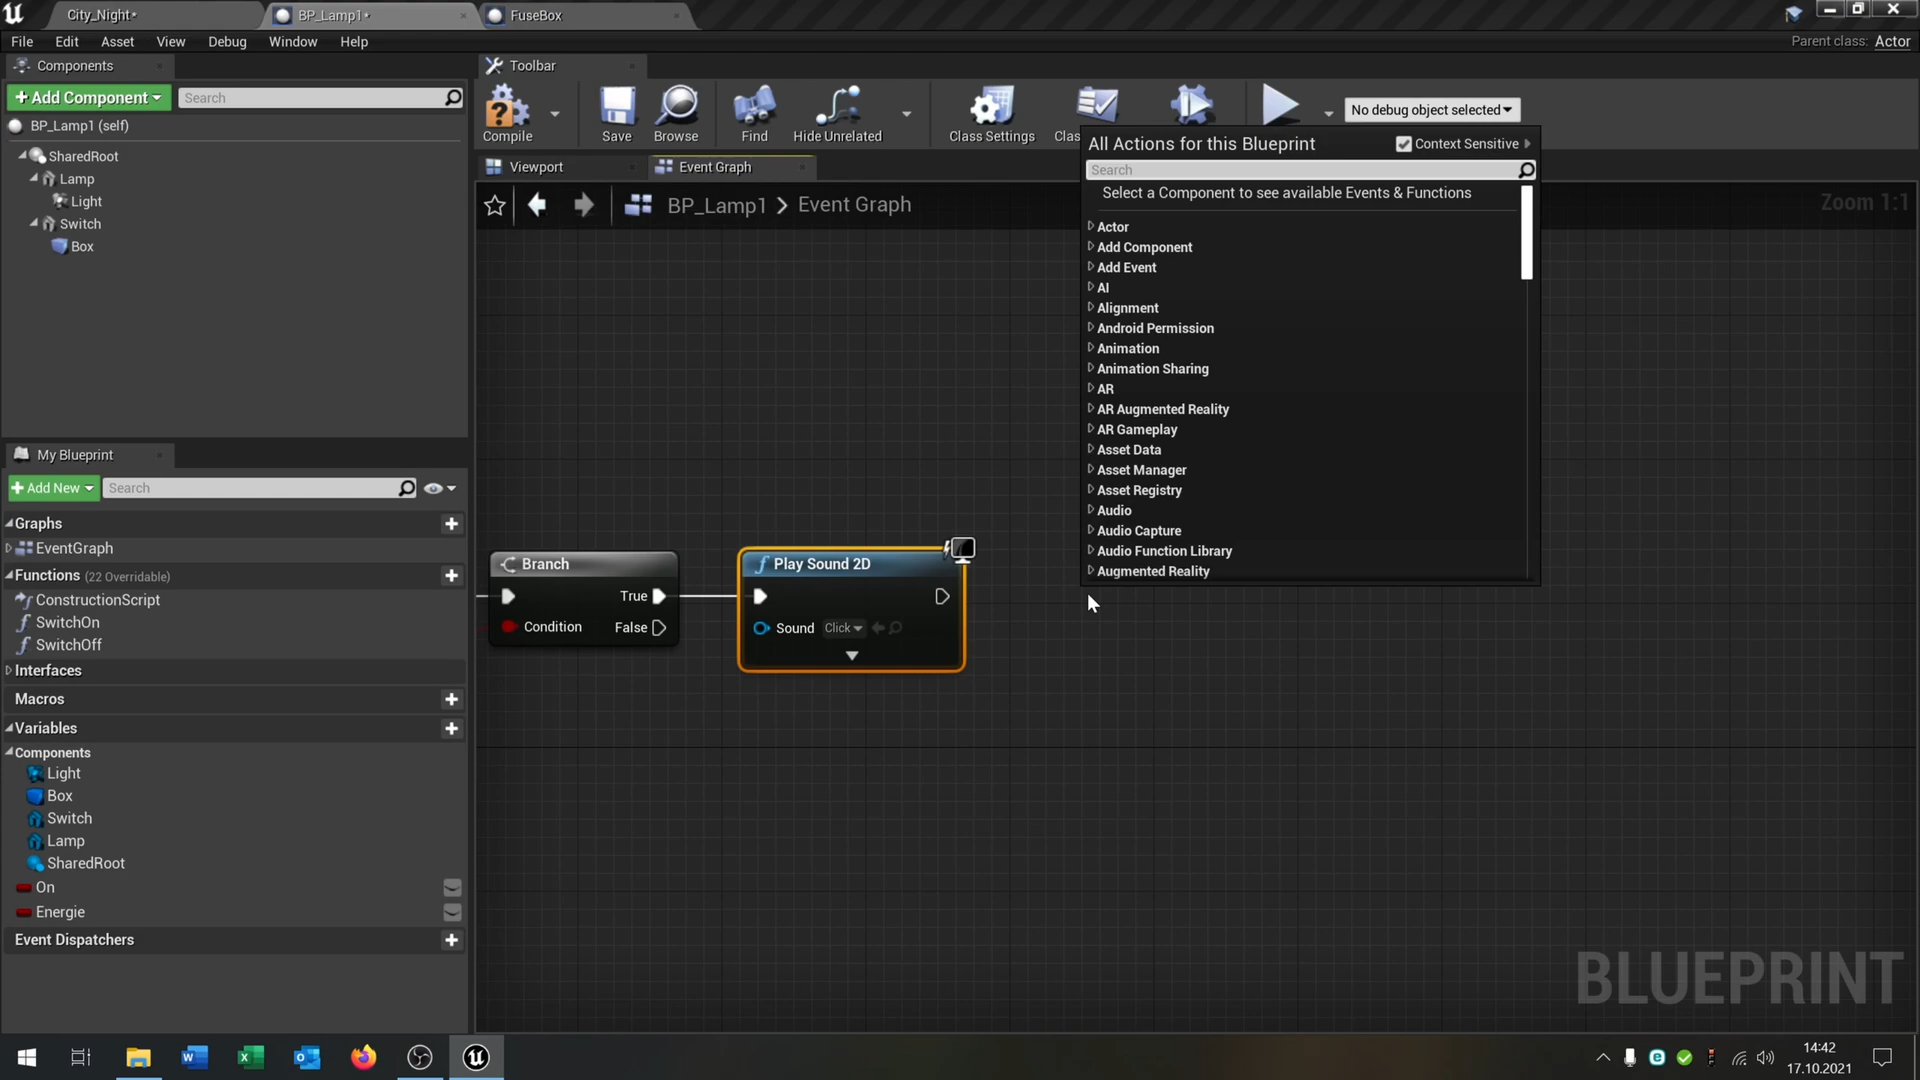 City_Night*
BP_Lamp1*
FuseBox
File
Edit
Asset
View
Debug
Window
Help
Parent class: Actor
Components
Add Component
Search
BP_Lamp1 (self)
SharedRoot
Lamp
Light
Switch
Box
Toolbar
Compile
Save
Browse
Find
Hide Unrelated
Class Settings
Clas
No debug object selected
Viewport
Event Graph
BP_Lamp1 > Event Graph
Zoom 1:1
All Actions for this Blueprint
Context Sensitive
Search
Select a Component to see available Events & Functions
Actor
Add Component
Add Event
AI
Alignment
Android Permission
Animation
Animation Sharing
AR
AR Augmented Reality
AR Gameplay
Asset Data
Asset Manager
Asset Registry
Audio
Audio Capture
Audio Function Library
Augmented Reality
Branch
True
Condition
False
Play Sound 2D
Sound
Click
My Blueprint
Add New
Search
Graphs
EventGraph
Functions (22 Overridable)
ConstructionScript
SwitchOn
SwitchOff
Interfaces
Macros
Variables
Components
Light
Box
Switch
Lamp
SharedRoot
On
Energie
Event Dispatchers
BLUEPRINT
14:42
17.10.2021